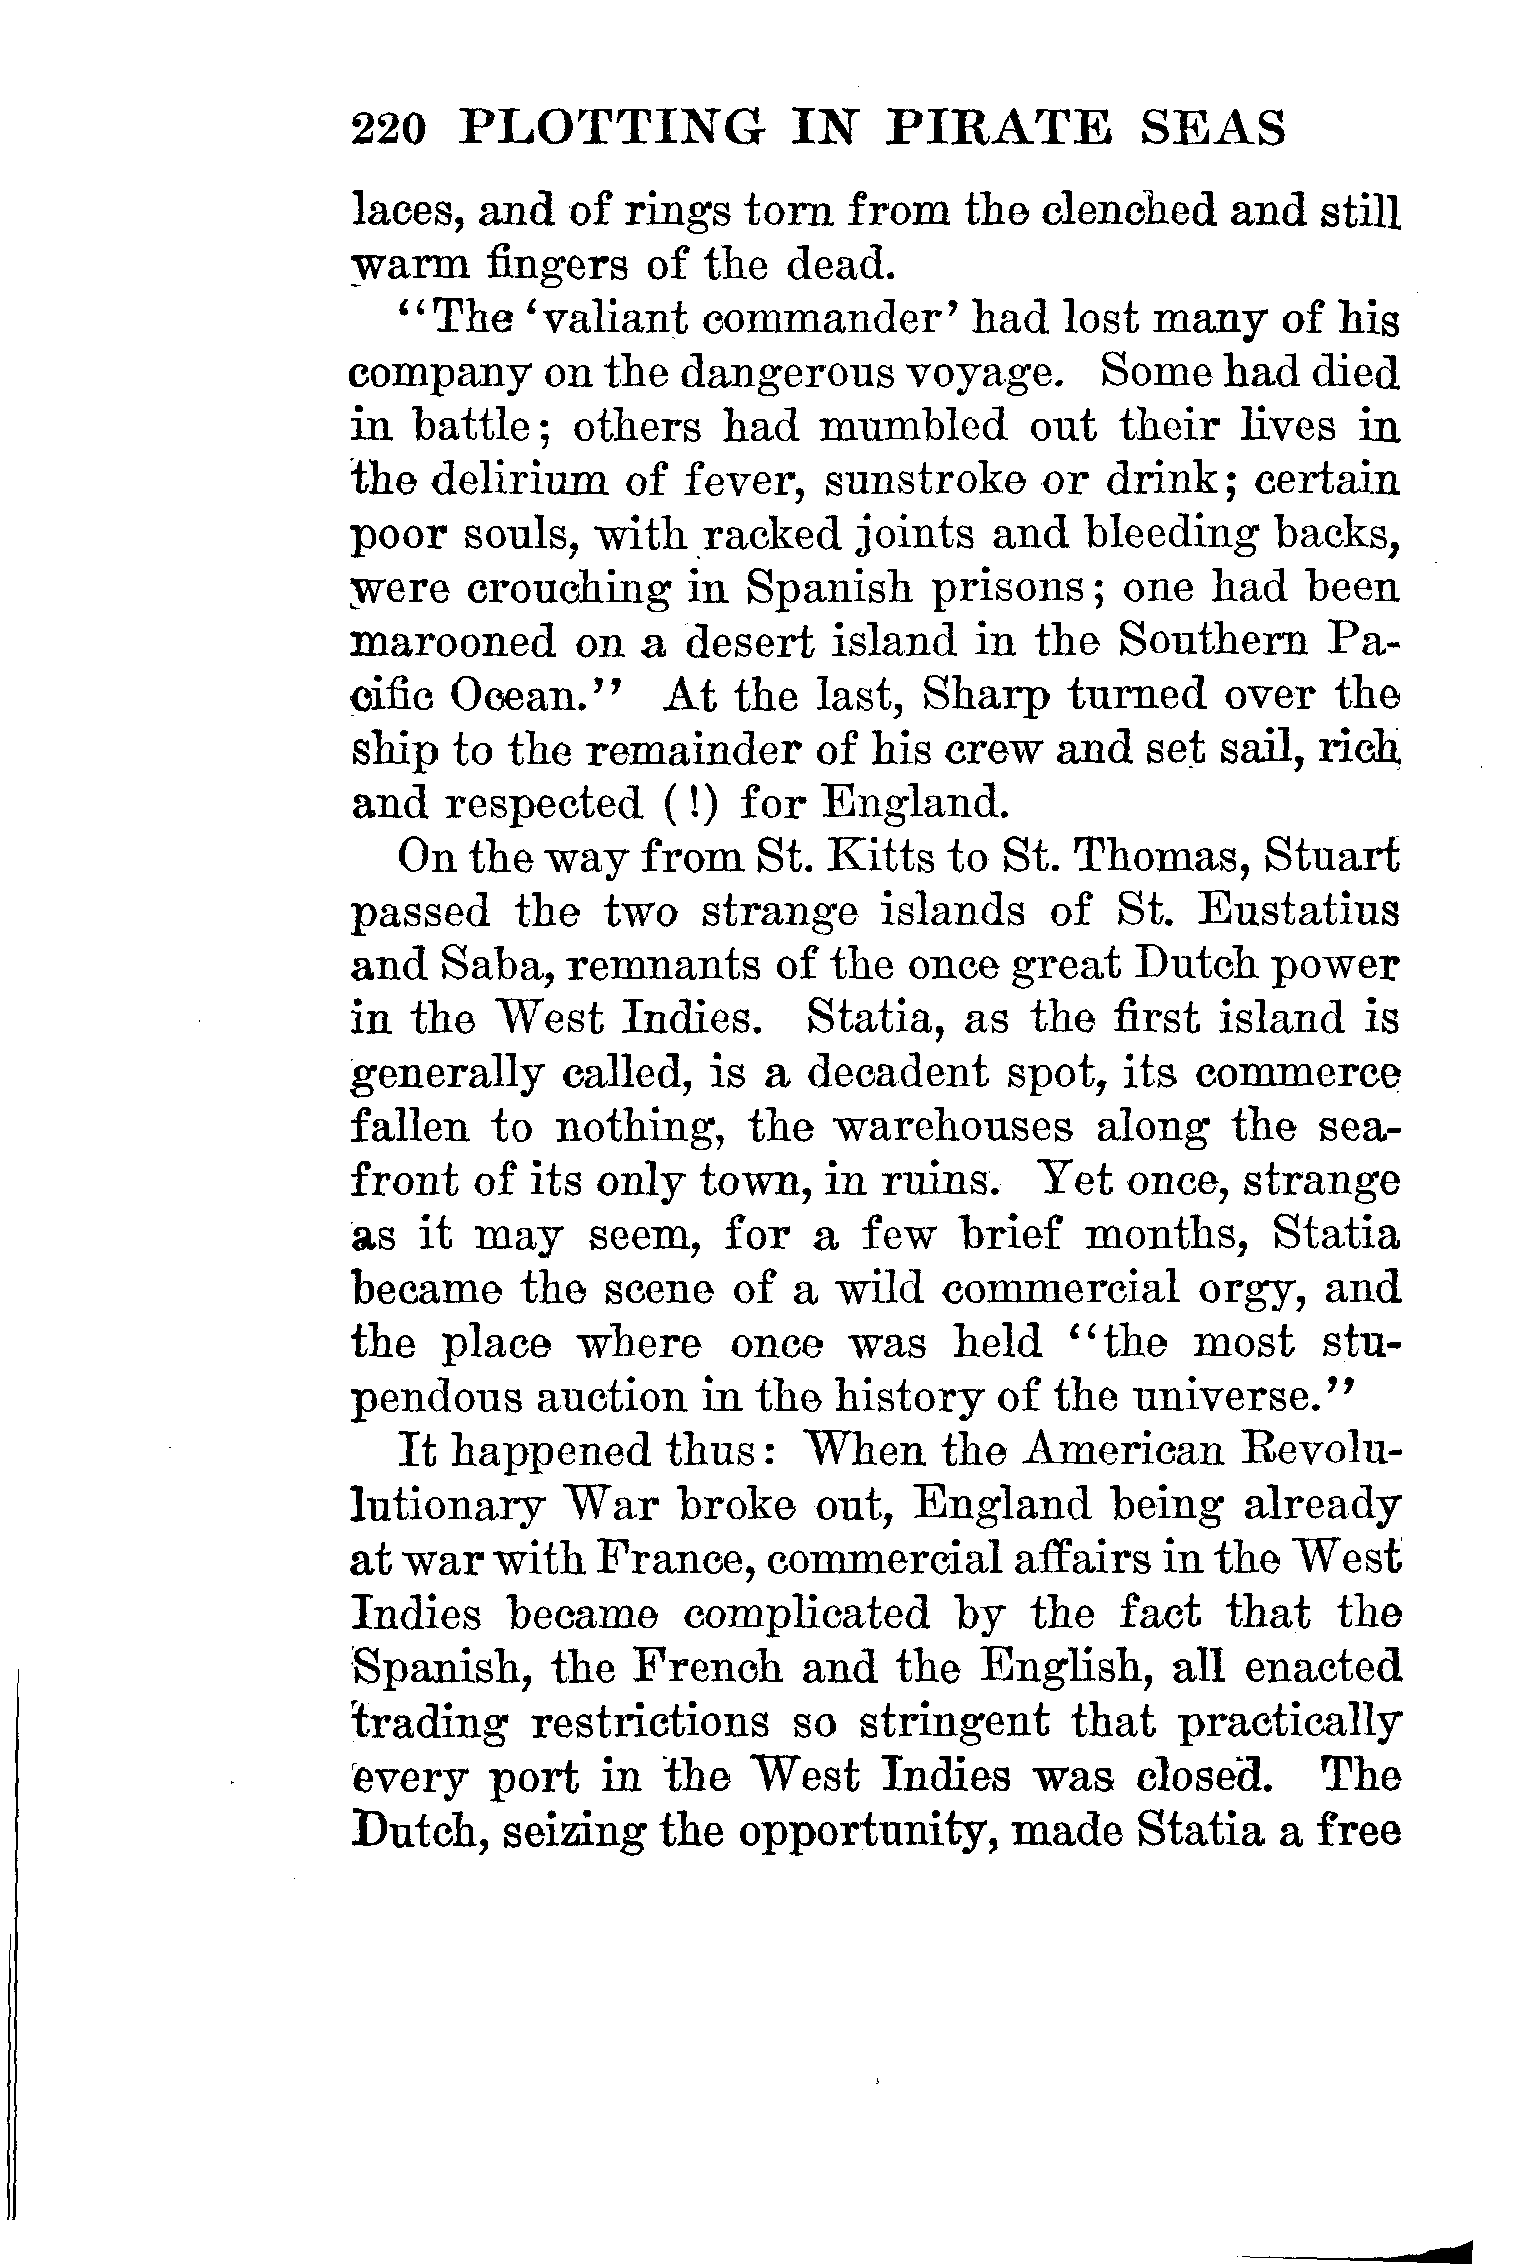 220 PLOTTING IN PIRATE SEAS
laces, and of rings torn from the clenched and still
warm fingers of the dead.
"The 'valiant commander' had lost many of his
company on the dangerous voyage. Some had died
in battle; others had mumbled out their lives in
the delirium of fever, sunstroke or drink; certain
poor souls, with racked joints and bleeding backs,
were crouching in Spanish prisons; one had been
marooned on a desert island in the Southern Pa-
cific Ocean." At the last, Sharp turned over the
ship to the remainder of his crew and set sail, rich
and respected (!) for England.
On the way from St. Kitts to St. Thomas, Stuart
passed the two strange islands of St. Eustatius
and Saba, remnants of the once great Dutch power
in the West Indies. Statia, as the first island is
generally called, is a decadent spot, its commerce
fallen to nothing, the warehouses along the sea-
front of its only town, in ruins. Yet once, strange
as it may seem, for a few brief months, Statia
became the scene of a wild commercial orgy, and
the place where once was held "the most stu-
pendous auction in the history of the universe."
It happened thus: When the American Revolu-
lutionary War broke out, England being already
at war with France, commercial affairs in the West
Indies became complicated by the fact that the
Spanish, the French and the English, all enacted
trading restrictions so stringent that practically
every port in the West Indies was closed. The
Dutch, seizing the opportunity, made Statia a free